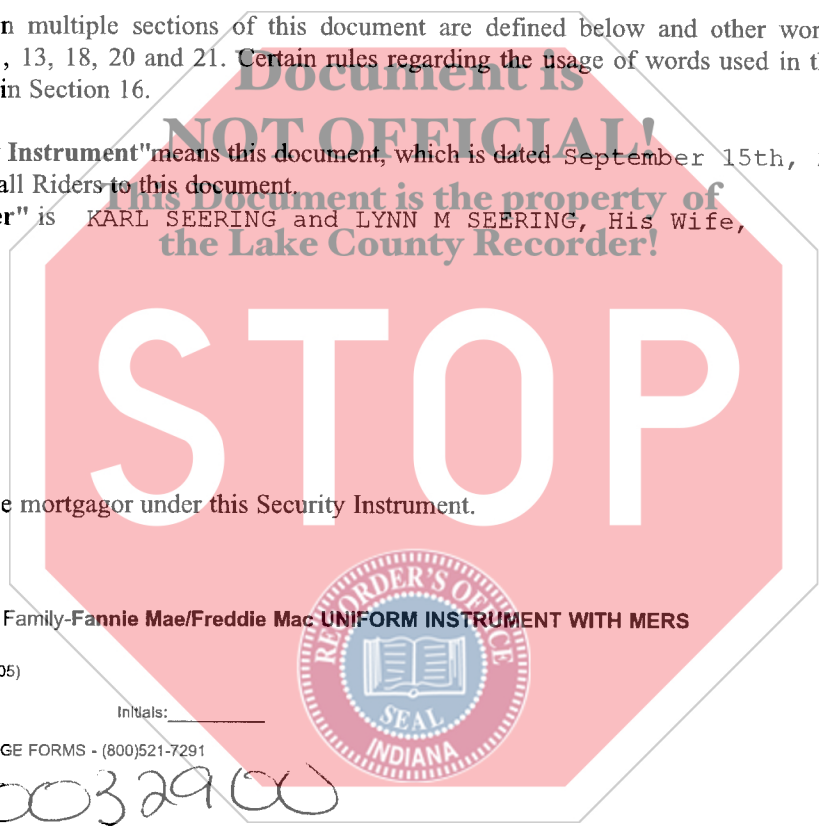 n multiple sections of this document are defined below and other wor
, 13, 18, 20 and 21. Certain rules regarding the usage of words used in t
in Section 16.
Document is
NOT OFFICIAL!
Instrument"means this document, which is dated September 15th,
all Riders to this document.
This Document is the property of
er" is KARL SEERING and LYNN M SEERING, His Wife,
the Lake County Recorder!
STOP
e mortgagor under this Security Instrument.
RECORDER'S OFFICE
Family-Fannie Mae/Freddie Mac UNIFORM INSTRUMENT WITH MERS
05)
SEAL
Initials:
INDIANA
GE FORMS - (800)521-7291
0032900